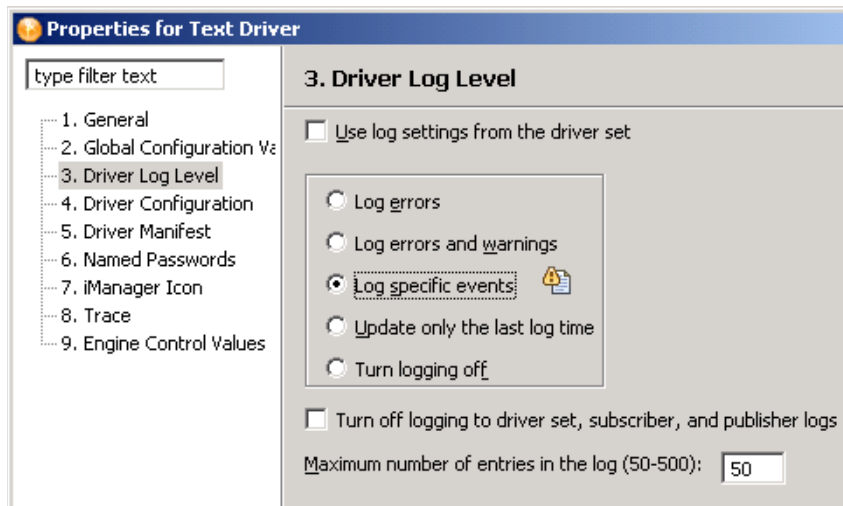 Properties for Text Driver
type filter text
1. General
2. Global Configuration Va
3. Driver Log Level
4. Driver Configuration
5. Driver Manifest
6. Named Passwords
7. iManager Icon
8. Trace
9. Engine Control Values
3. Driver Log Level
Use log settings from the driver set
Log errors
Log errors and warnings
Log specific events
Update only the last log time
Turn logging off
Turn off logging to driver set, subscriber, and publisher logs
Maximum number of entries in the log (50-500): 50